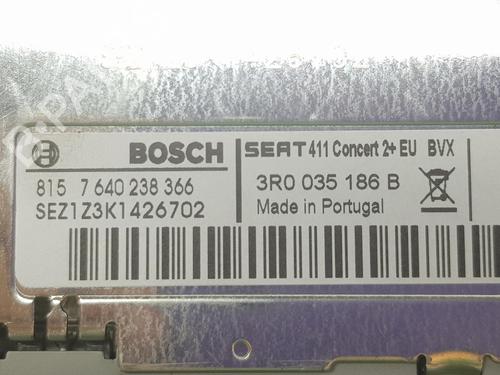 BOSCH
815 7 640 238 366
SEZ1Z3K1426702
SEAT 411 Concert 2+ EU BVX
3R0 035 186 B
Made in Portugal